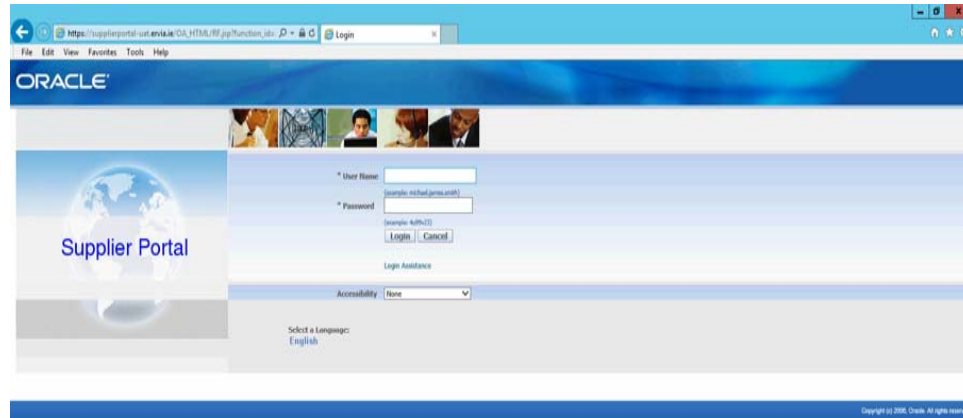 https://supplierportal-uat.ervia.ie/OA_HTML/RF.jsp?function_id=
Login
File Edit View Favorites Tools Help
ORACLE
* User Name
(example: michael.james.smith)
* Password
(example: 4u99v23)
Login Cancel
Login Assistance
Supplier Portal
Accessibility None
Select a Language:
English
Copyright (c) 2006, Oracle. All rights